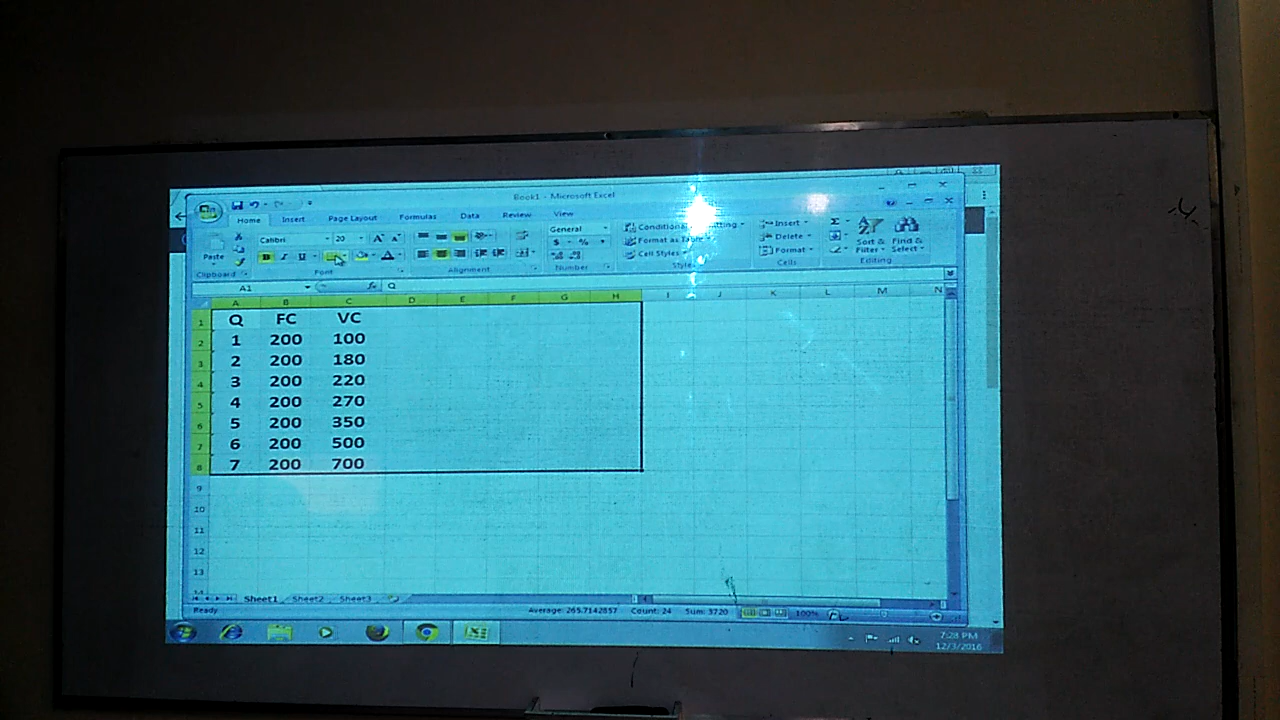 Book1 - Microsoft Excel
Home Insert Page Layout Formulas Data Review View
Calibri 20 General Insert
Format as Table Delete
Paste B I U $ % Cell Styles Format Sort & Filter Find & Select
Clipboard Font Alignment Number Styles Cells Editing
A1 fx Q
A B C D E F G H I J K L M N
1 Q FC VC
2 1 200 100
3 2 200 180
4 3 200 220
5 4 200 270
6 5 200 350
7 6 200 500
8 7 200 700
9
10
11
12
13
14
Sheet1 Sheet2 Sheet3
Ready Average: 265.7142857 Count: 24 Sum: 3720 100%
7:28 PM
12/3/2016